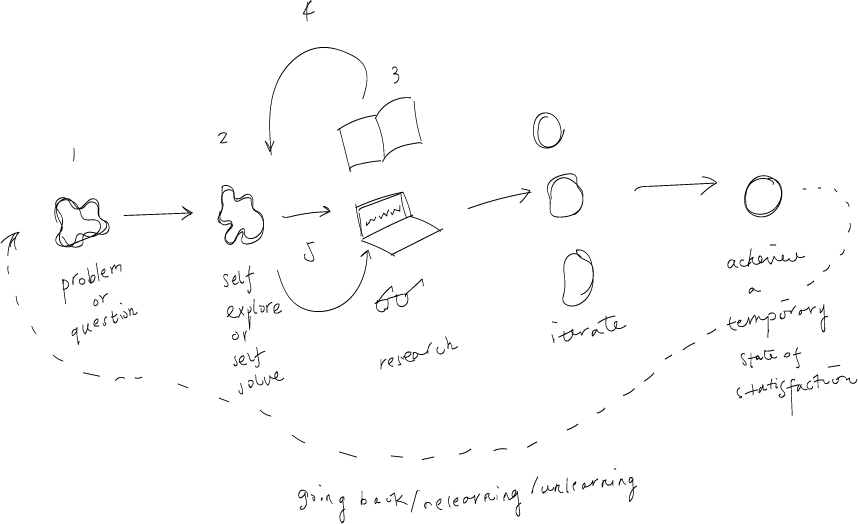 4
3
2
1
www
5
problem
or
question
self
explore
or
self
solve
research
iterate
acheive
a
temporary
state of
statisfaction
going back/relearning/unlearning